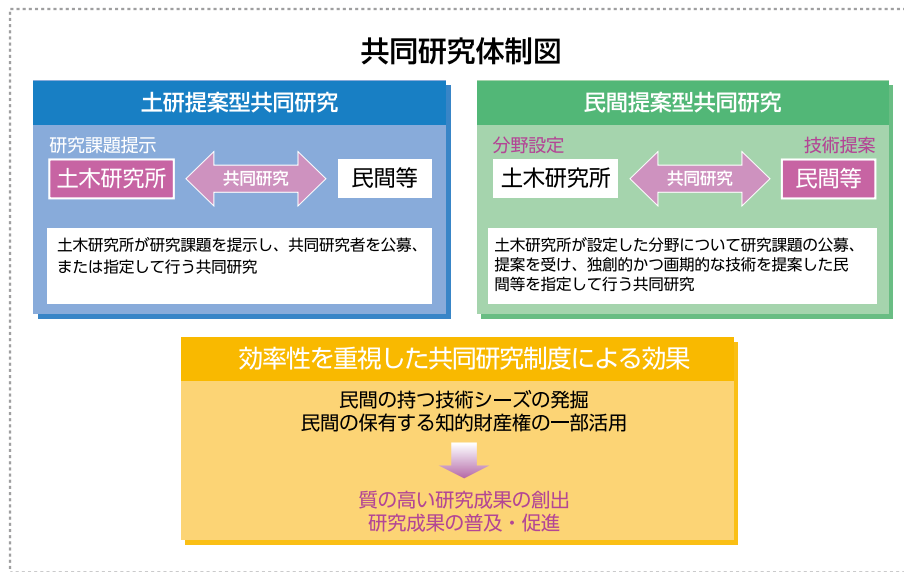 共同研究体制図
土研提案型共同研究
研究課題提示
土木研究所
共同研究
民間等
土木研究所が研究課題を提示し、共同研究者を公募、
または指定して行う共同研究
民間提案型共同研究
分野設定
技術提案
土木研究所
共同研究
民間等
土木研究所が設定した分野について研究課題の公募、
提案を受け、独創的かつ画期的な技術を提案した民
間等を指定して行う共同研究
効率性を重視した共同研究制度による効果
民間の持つ技術シーズの発掘
民間の保有する知的財産権の一部活用
質の高い研究成果の創出
研究成果の普及・促進